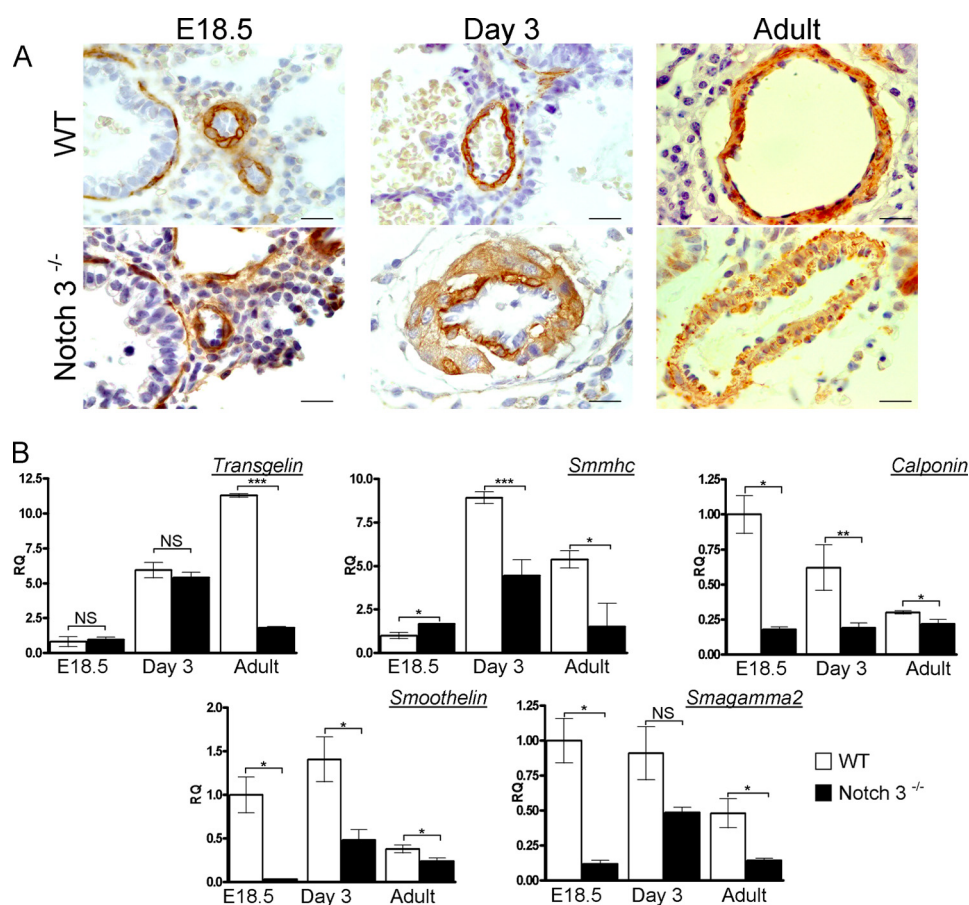 E18.5 Day 3 Adult
A
WT
Notch 3 -/-
B
Transgelin
RQ
12.5
10.0
7.5
5.0
2.5
0.0
NS
NS
***
E18.5 Day 3 Adult
Smmhc
RQ
10.0
7.5
5.0
2.5
0.0
*
***
*
E18.5 Day 3 Adult
Calponin
RQ
1.25
1.00
0.75
0.50
0.25
0.00
*
**
*
E18.5 Day 3 Adult
Smoothelin
RQ
2.0
1.5
1.0
0.5
0.0
*
*
*
E18.5 Day 3 Adult
Smagamma2
RQ
1.25
1.00
0.75
0.50
0.25
0.00
*
NS
*
E18.5 Day 3 Adult
WT
Notch 3 -/-